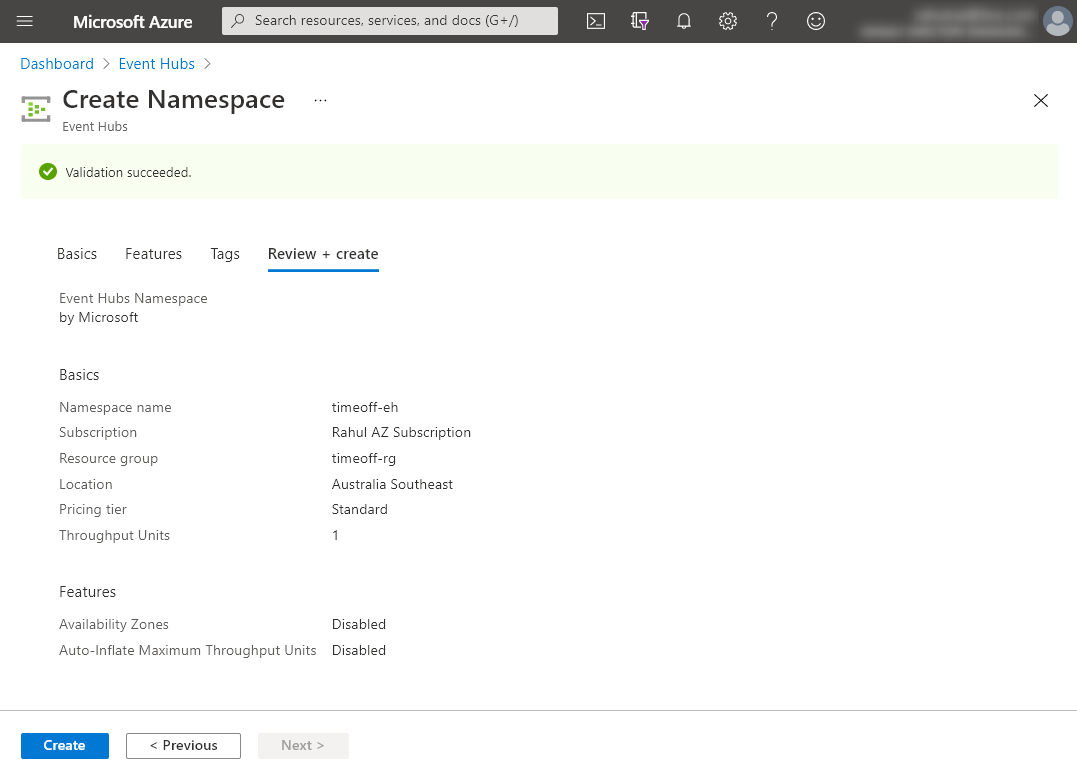 Microsoft Azure
Search resources, services, and docs (G+/)
Dashboard > Event Hubs >
Create Namespace ...
Event Hubs
Validation succeeded.
Basics Features Tags Review + create
Event Hubs Namespace
by Microsoft
Basics
Namespace name timeoff-eh
Subscription Rahul AZ Subscription
Resource group timeoff-rg
Location Australia Southeast
Pricing tier Standard
Throughput Units 1
Features
Availability Zones Disabled
Auto-Inflate Maximum Throughput Units Disabled
Create < Previous Next >